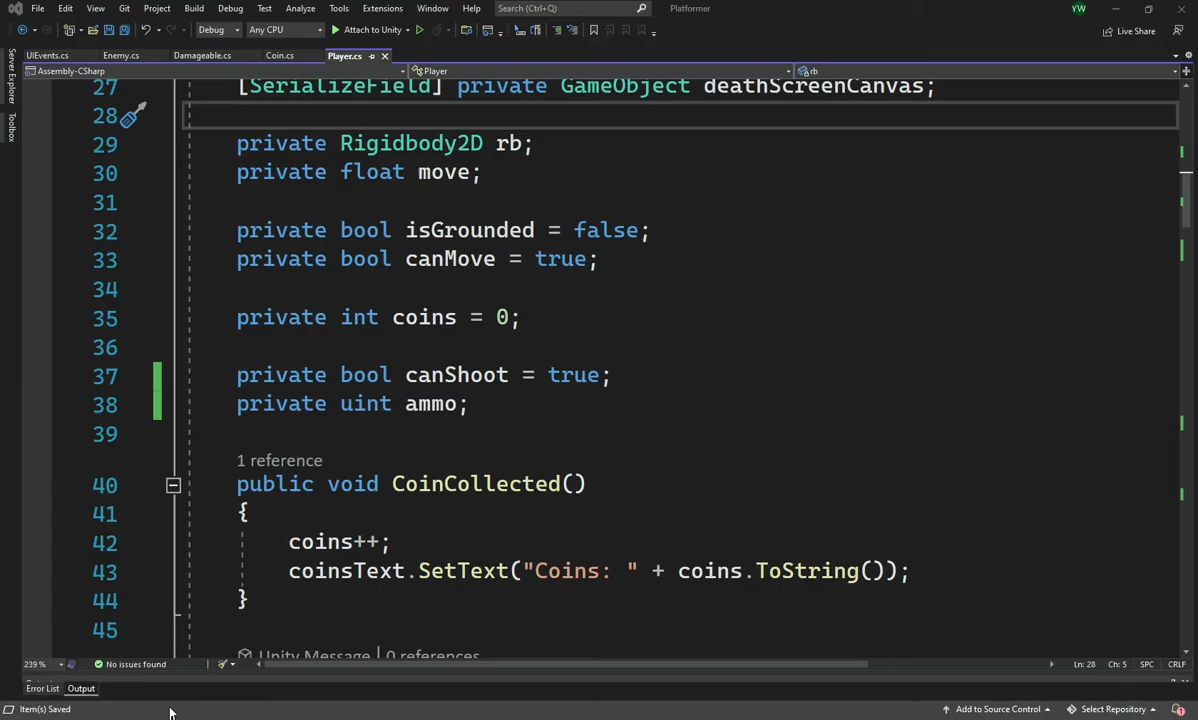 File Edit View Git Project Build Debug Test Analyze Tools Extensions Window Help Search (Ctrl+Q) Platformer YW
Debug Any CPU Attach to Unity Live Share
UIEvents.cs Enemy.cs Damageable.cs Coin.cs Player.cs
Assembly-CSharp Player rb
Server Explorer
Toolbox
27 [SerializeField] private GameObject deathScreenCanvas;
28
29 private Rigidbody2D rb;
30 private float move;
31
32 private bool isGrounded = false;
33 private bool canMove = true;
34
35 private int coins = 0;
36
37 private bool canShoot = true;
38 private uint ammo;
39
1 reference
40 public void CoinCollected()
41 {
42 coins++;
43 coinsText.SetText("Coins: " + coins.ToString());
44 }
45
Unity Message | 0 references
239 % No issues found Ln: 28 Ch: 5 SPC CRLF
Error List Output
Item(s) Saved Add to Source Control Select Repository 1